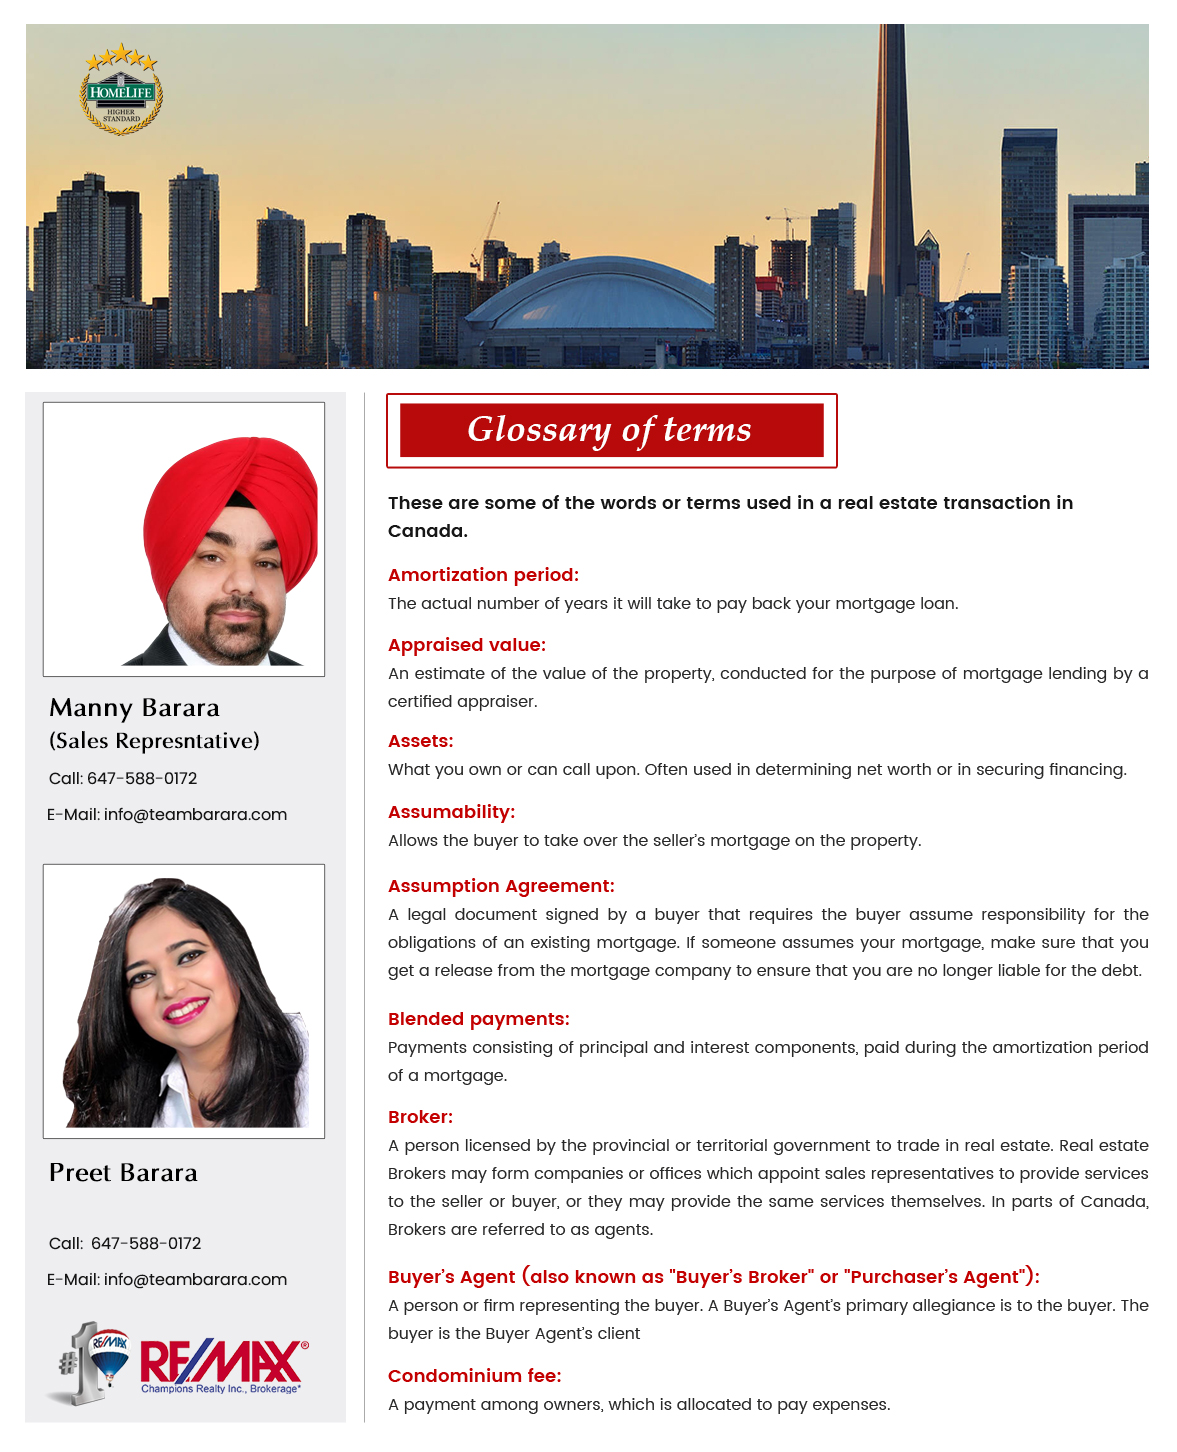 HOMELIFE
HIGHER
STANDARD
Manny Barara
(Sales Represntative)
Call: 647-588-0172
E-Mail: info@teambarara.com
Preet Barara
Call: 647-588-0172
E-Mail: info@teambarara.com
#1
RE/MAX
RE/MAX®
Champions Realty Inc., Brokerage*
Glossary of terms
These are some of the words or terms used in a real estate transaction in
Canada.
Amortization period:
The actual number of years it will take to pay back your mortgage loan.
Appraised value:
An estimate of the value of the property, conducted for the purpose of mortgage lending by a
certified appraiser.
Assets:
What you own or can call upon. Often used in determining net worth or in securing financing.
Assumability:
Allows the buyer to take over the seller’s mortgage on the property.
Assumption Agreement:
A legal document signed by a buyer that requires the buyer assume responsibility for the
obligations of an existing mortgage. If someone assumes your mortgage, make sure that you
get a release from the mortgage company to ensure that you are no longer liable for the debt.
Blended payments:
Payments consisting of principal and interest components, paid during the amortization period
of a mortgage.
Broker:
A person licensed by the provincial or territorial government to trade in real estate. Real estate
Brokers may form companies or offices which appoint sales representatives to provide services
to the seller or buyer, or they may provide the same services themselves. In parts of Canada,
Brokers are referred to as agents.
Buyer’s Agent (also known as "Buyer’s Broker" or "Purchaser’s Agent"):
A person or firm representing the buyer. A Buyer’s Agent’s primary allegiance is to the buyer. The
buyer is the Buyer Agent’s client
Condominium fee:
A payment among owners, which is allocated to pay expenses.